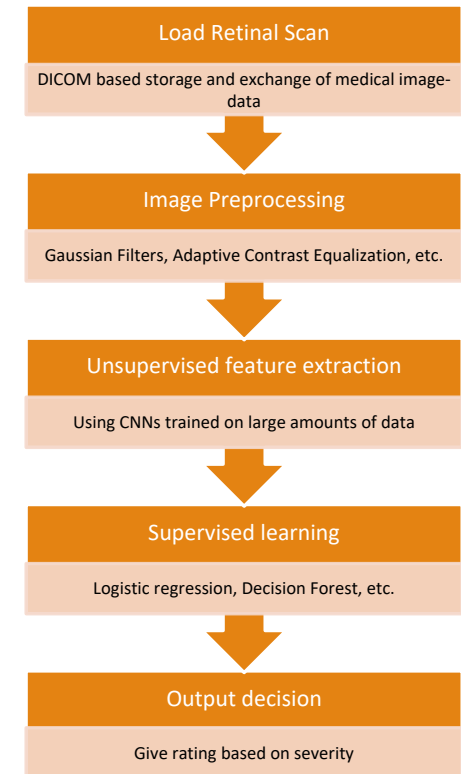 Load Retinal Scan
DICOM based storage and exchange of medical image-
data
Image Preprocessing
Gaussian Filters, Adaptive Contrast Equalization, etc.
Unsupervised feature extraction
Using CNNs trained on large amounts of data
Supervised learning
Logistic regression, Decision Forest, etc.
Output decision
Give rating based on severity